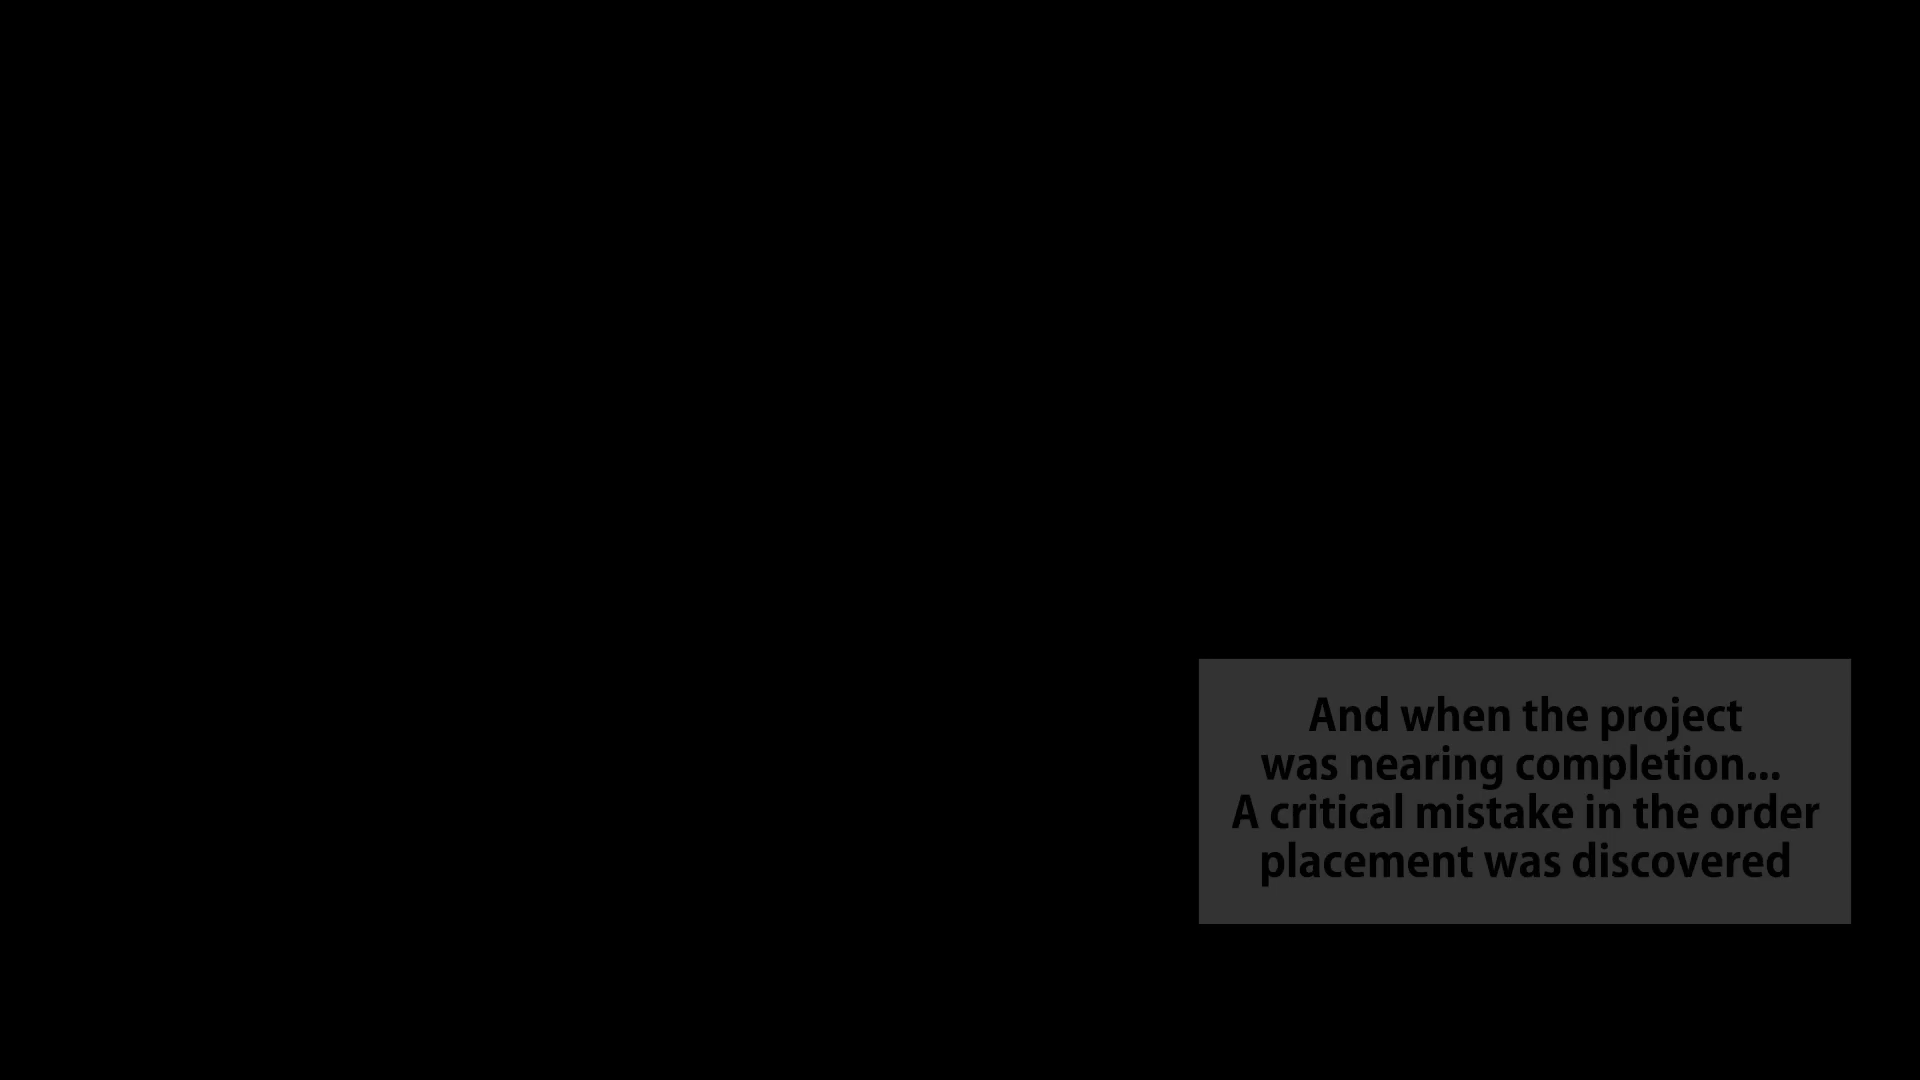 And when the project
was nearing completion...
A critical mistake in the order
placement was discovered